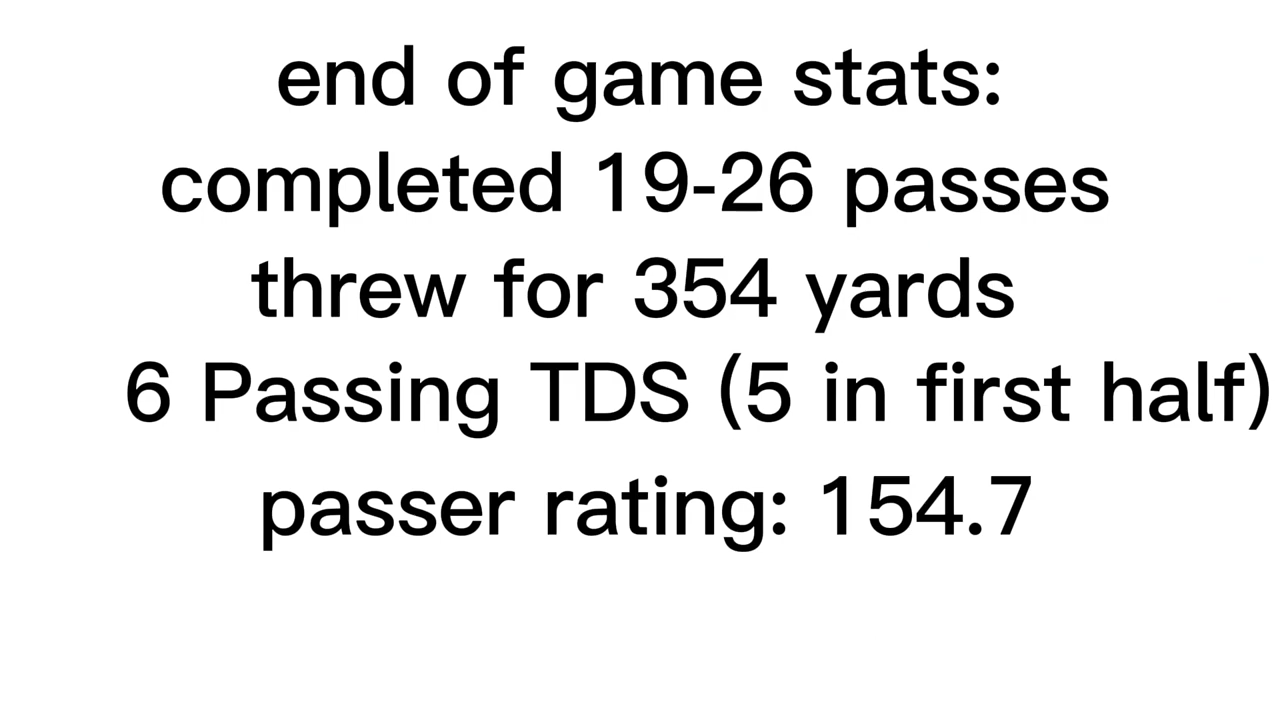 end of game stats:
completed 19-26 passes
threw for 354 yards
6 Passing TDS (5 in first half)
passer rating: 154.7